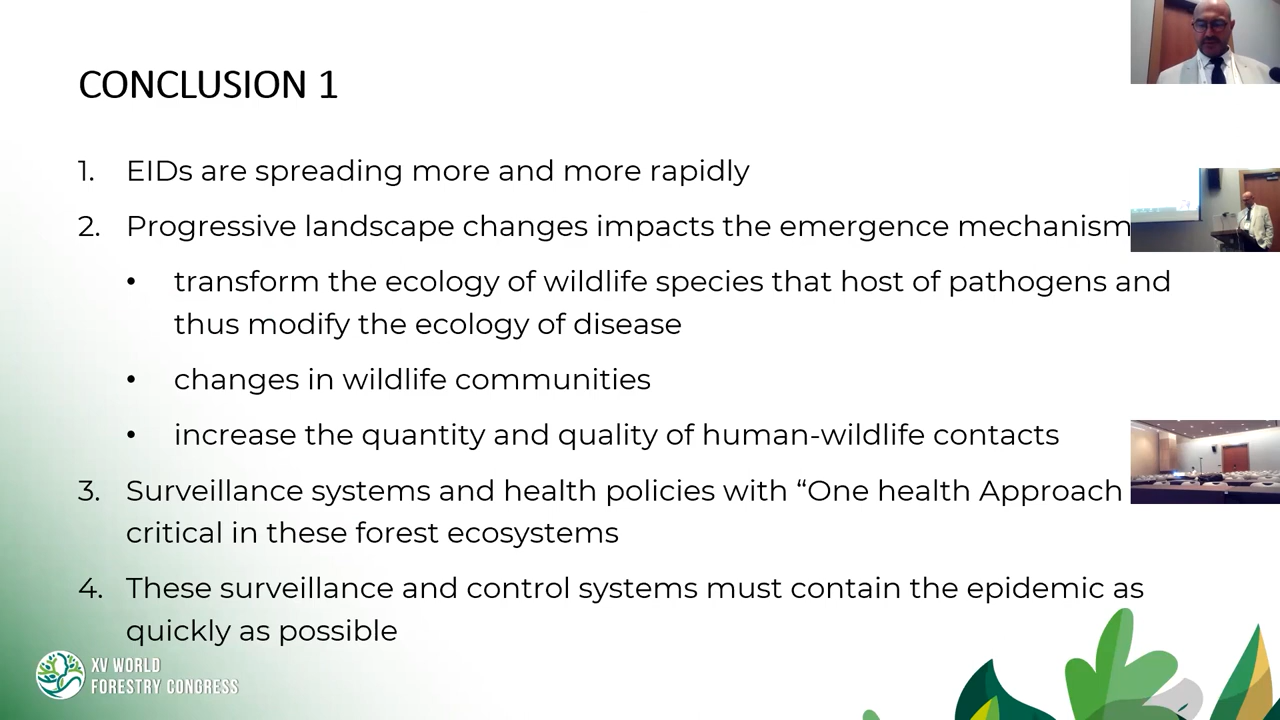 CONCLUSION 1
1. EIDs are spreading more and more rapidly
2. Progressive landscape changes impacts the emergence mechanism
• transform the ecology of wildlife species that host of pathogens and
thus modify the ecology of disease
• changes in wildlife communities
• increase the quantity and quality of human-wildlife contacts
3. Surveillance systems and health policies with “One health Approach
critical in these forest ecosystems
4. These surveillance and control systems must contain the epidemic as
quickly as possible
XV WORLD
FORESTRY CONGRESS